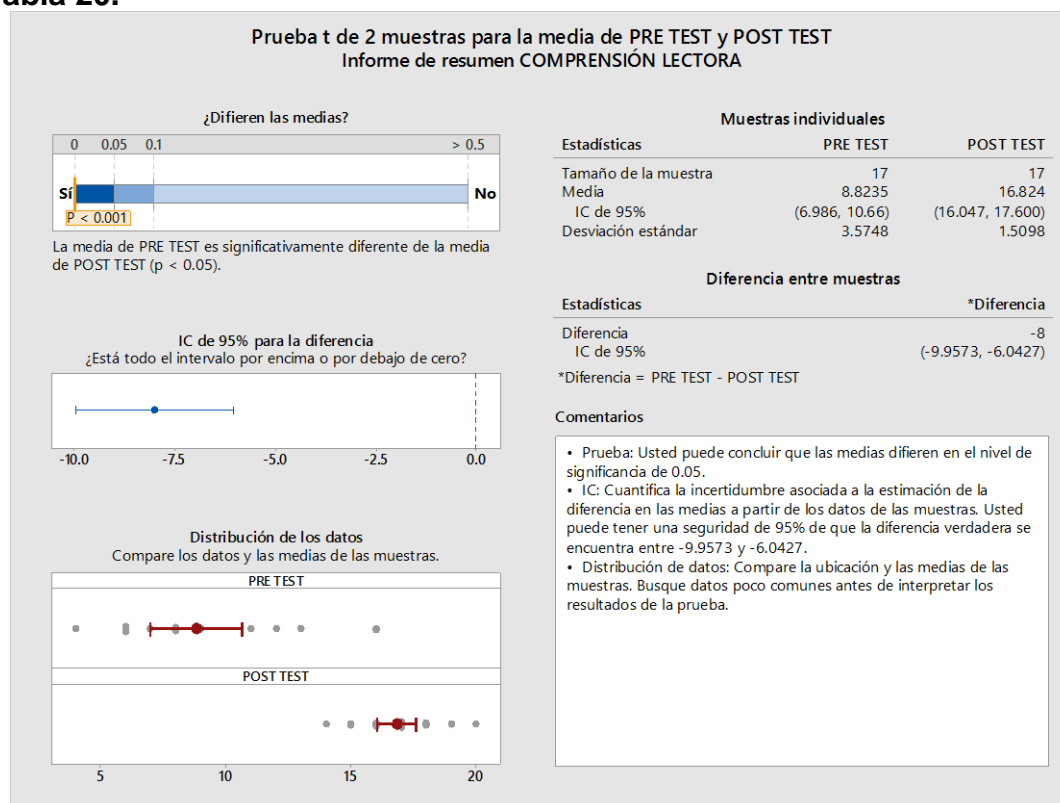 Prueba t de 2 muestras para la media de PRE TEST y POST TEST
Informe de resumen COMPRENSIÓN LECTORA
¿Difieren las medias?
0 0.05 0.1 > 0.5
Sí No
P < 0.001
La media de PRE TEST es significativamente diferente de la media
de POST TEST (p < 0.05).
IC de 95% para la diferencia
¿Está todo el intervalo por encima o por debajo de cero?
-10.0 -7.5 -5.0 -2.5 0.0
Distribución de los datos
Compare los datos y las medias de las muestras.
PRE TEST
POST TEST
5 10 15 20
Muestras individuales
Estadísticas PRE TEST POST TEST
Tamaño de la muestra 17 17
Media 8.8235 16.824
IC de 95% (6.986, 10.66) (16.047, 17.600)
Desviación estándar 3.5748 1.5098
Diferencia entre muestras
Estadísticas *Diferencia
Diferencia -8
IC de 95% (-9.9573, -6.0427)
*Diferencia = PRE TEST - POST TEST
Comentarios
• Prueba: Usted puede concluir que las medias difieren en el nivel de
significancia de 0.05.
• IC: Cuantifica la incertidumbre asociada a la estimación de la
diferencia en las medias a partir de los datos de las muestras. Usted
puede tener una seguridad de 95% de que la diferencia verdadera se
encuentra entre -9.9573 y -6.0427.
• Distribución de datos: Compare la ubicación y las medias de las
muestras. Busque datos poco comunes antes de interpretar los
resultados de la prueba.